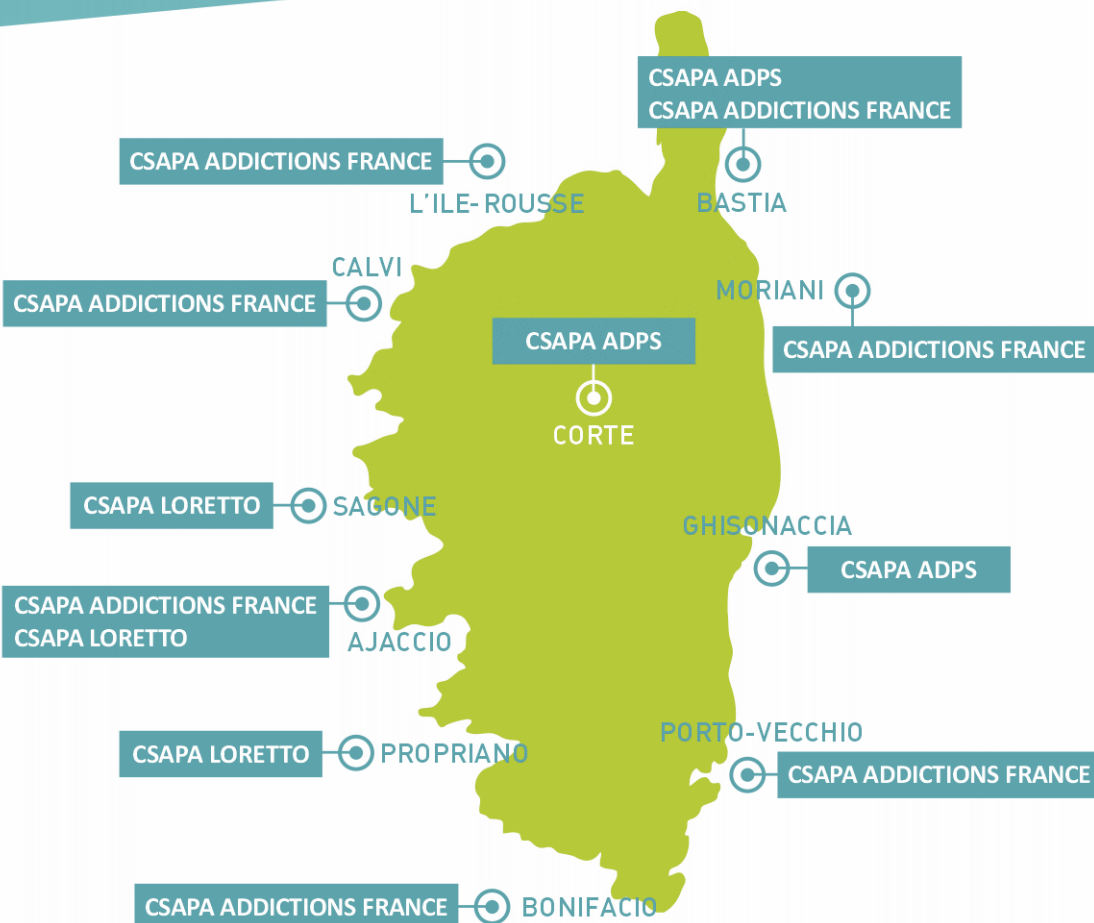 CSAPA ADPS
CSAPA ADDICTIONS FRANCE
BASTIA
CSAPA ADDICTIONS FRANCE
L'ILE-ROUSSE
CALVI
CSAPA ADDICTIONS FRANCE
MORIANI
CSAPA ADDICTIONS FRANCE
CSAPA ADPS
CORTE
CSAPA LORETTO
SAGONE
GHISONACCIA
CSAPA ADPS
CSAPA ADDICTIONS FRANCE
CSAPA LORETTO
AJACCIO
CSAPA LORETTO
PROPRIANO
PORTO-VECCHIO
CSAPA ADDICTIONS FRANCE
CSAPA ADDICTIONS FRANCE
BONIFACIO